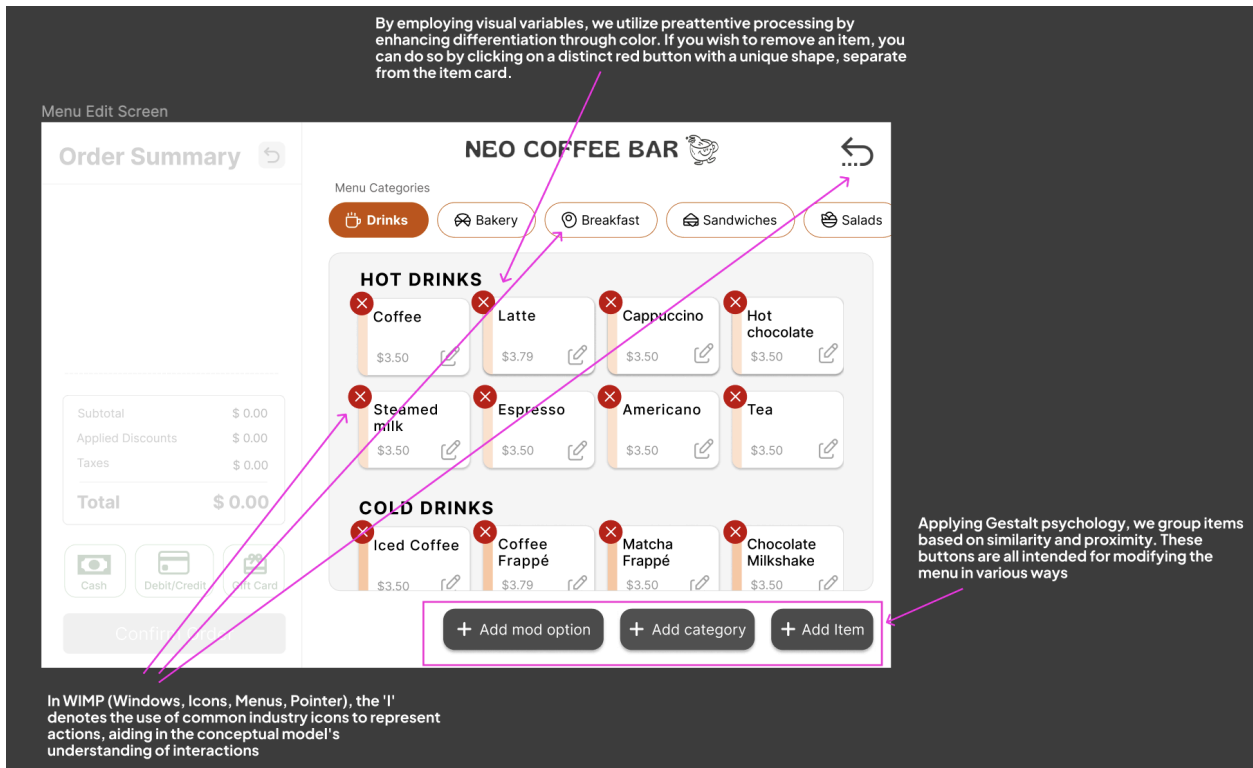 By employing visual variables, we utilize preattentive processing by
enhancing differentiation through color. If you wish to remove an item, you
can do so by clicking on a distinct red button with a unique shape, separate
from the item card.
Menu Edit Screen
Order Summary
NEO COFFEE BAR
Menu Categories
Drinks
Bakery
Breakfast
Sandwiches
Salads
HOT DRINKS
Coffee
$3.50
Latte
$3.79
Cappuccino
$3.50
Hot
chocolate
$3.50
Steamed
milk
$3.50
Espresso
$3.50
Americano
$3.50
Tea
$3.50
COLD DRINKS
Iced Coffee
$3.50
Coffee
Frappé
$3.79
Matcha
Frappé
$3.50
Chocolate
Milkshake
$3.50
Subtotal $ 0.00
Applied Discounts $ 0.00
Taxes $ 0.00
Total $ 0.00
Cash
Debit/Credit
Gift Card
Confirm Order
+ Add mod option
+ Add category
+ Add Item
Applying Gestalt psychology, we group items
based on similarity and proximity. These
buttons are all intended for modifying the
menu in various ways
In WIMP (Windows, Icons, Menus, Pointer), the 'I'
denotes the use of common industry icons to represent
actions, aiding in the conceptual model's
understanding of interactions